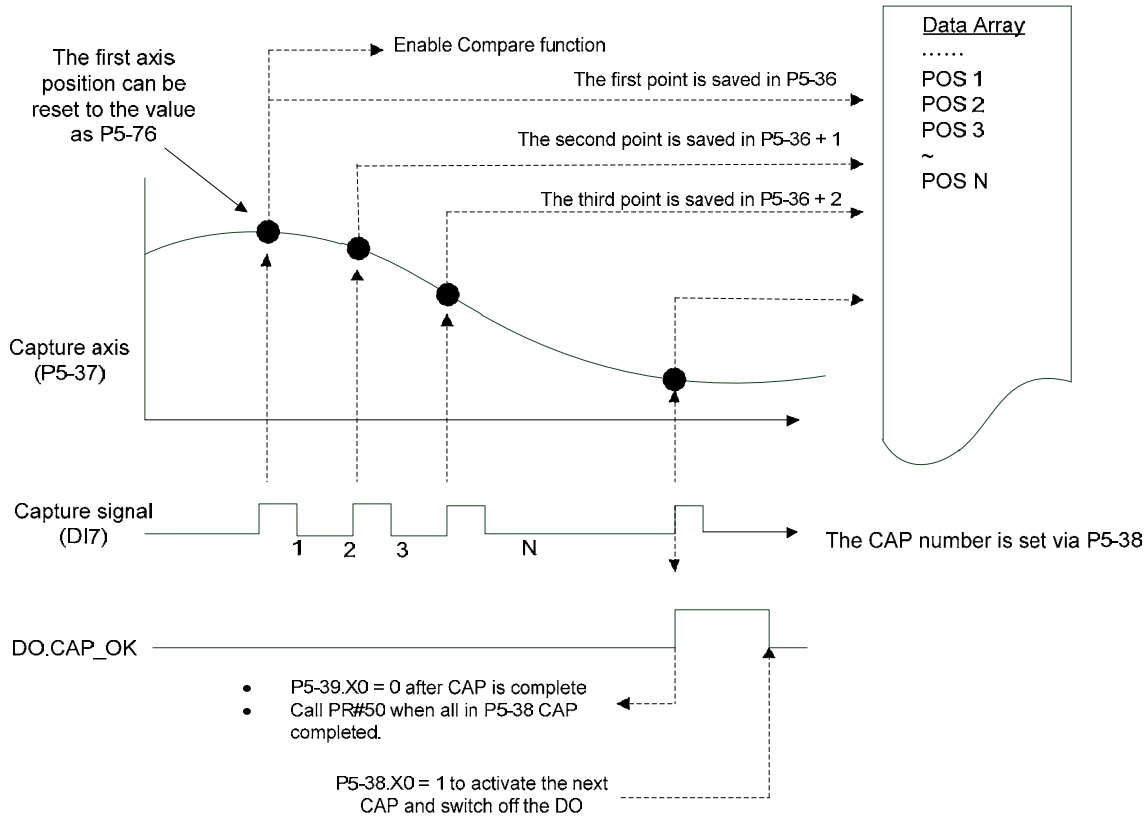 The first axis
position can be
reset to the value
as P5-76
Enable Compare function
The first point is saved in P5-36
The second point is saved in P5-36 + 1
The third point is saved in P5-36 + 2
Data Array
......
POS 1
POS 2
POS 3
~
POS N
Capture axis
(P5-37)
Capture signal
(DI7)
1 2 3 N
The CAP number is set via P5-38
DO.CAP_OK
• P5-39.X0 = 0 after CAP is complete
• Call PR#50 when all in P5-38 CAP
completed.
P5-38.X0 = 1 to activate the next
CAP and switch off the DO